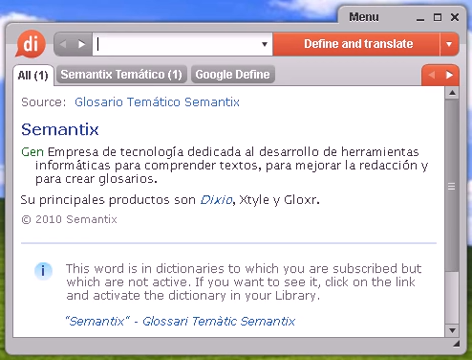 Menu
di
Define and translate
All (1)
Semantix Temático (1)
Google Define
Source: Glosario Temático Semantix
Semantix
Gen Empresa de tecnología dedicada al desarrollo de herramientas
informáticas para comprender textos, para mejorar la redacción y
para crear glosarios.
Su principales productos son Dixio, Xtyle y Gloxr.
© 2010 Semantix
i
This word is in dictionaries to which you are subscribed but
which are not active. If you want to see it, click on the link
and activate the dictionary in your Library.
"Semantix" - Glossari Temàtic Semantix